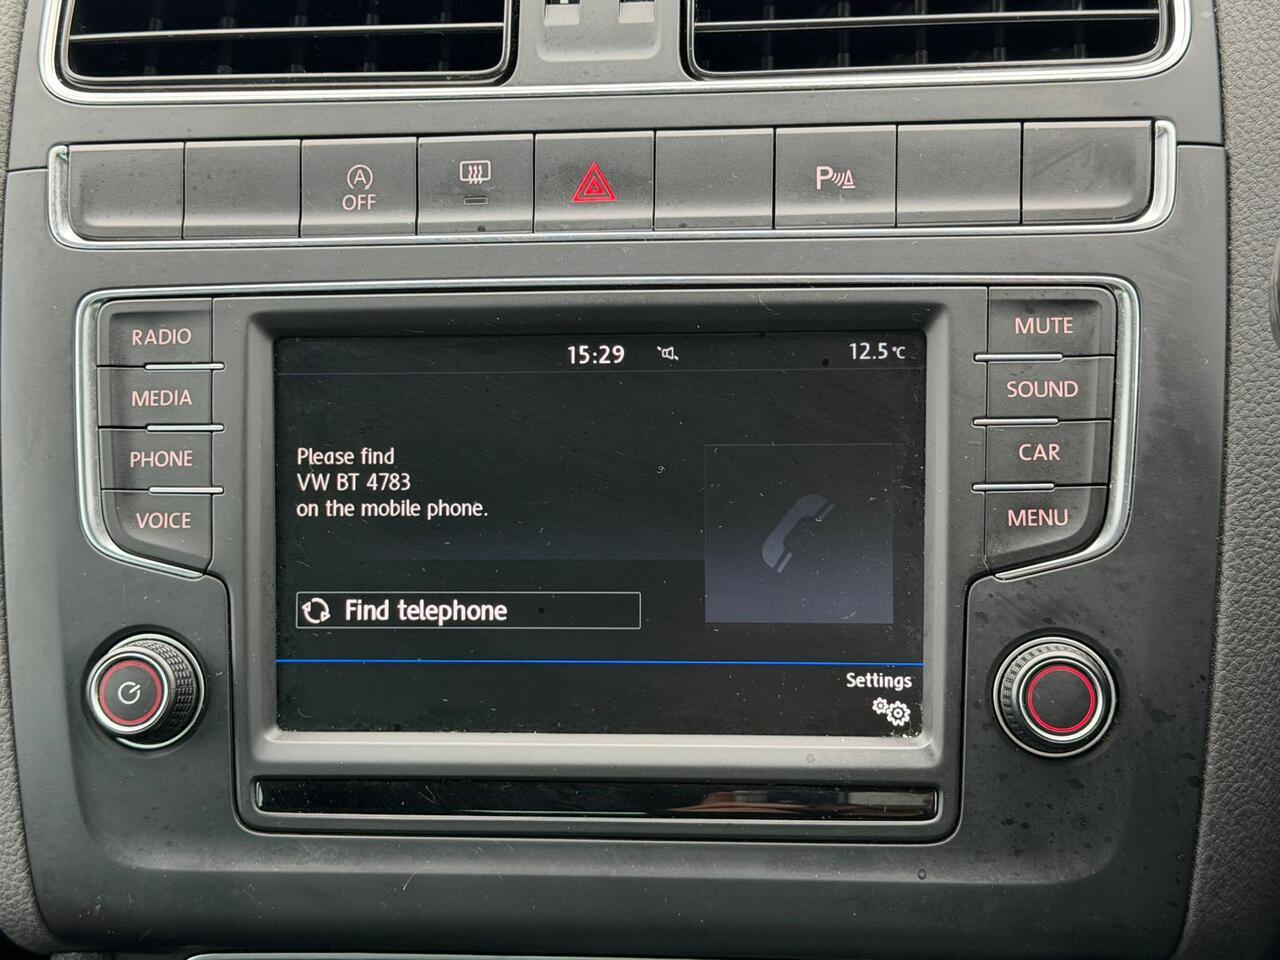 A
OFF
P
RADIO
MEDIA
PHONE
VOICE
15:29
12.5°C
Please find
VW BT 4783
on the mobile phone.
Find telephone
Settings
MUTE
SOUND
CAR
MENU